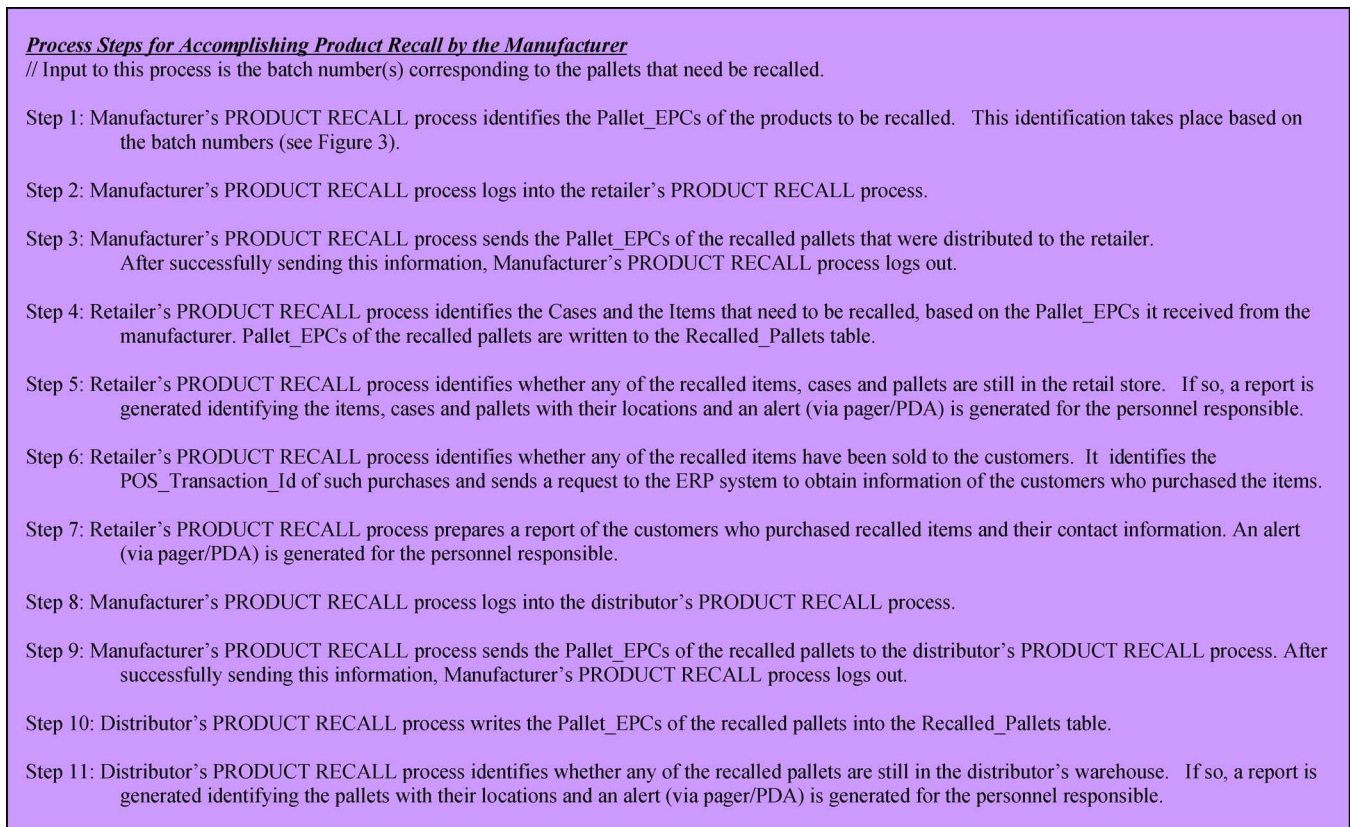 Process Steps for Accomplishing Product Recall by the Manufacturer
// Input to this process is the batch number(s) corresponding to the pallets that need be recalled.
Step 1: Manufacturer's PRODUCT RECALL process identifies the Pallet_EPCs of the products to be recalled. This identification takes place based on
the batch numbers (see Figure 3).
Step 2: Manufacturer's PRODUCT RECALL process logs into the retailer's PRODUCT RECALL process.
Step 3: Manufacturer's PRODUCT RECALL process sends the Pallet_EPCs of the recalled pallets that were distributed to the retailer.
After successfully sending this information, Manufacturer's PRODUCT RECALL process logs out.
Step 4: Retailer's PRODUCT RECALL process identifies the Cases and the Items that need to be recalled, based on the Pallet_EPCs it received from the
manufacturer. Pallet_EPCs of the recalled pallets are written to the Recalled_Pallets table.
Step 5: Retailer's PRODUCT RECALL process identifies whether any of the recalled items, cases and pallets are still in the retail store. If so, a report is
generated identifying the items, cases and pallets with their locations and an alert (via pager/PDA) is generated for the personnel responsible.
Step 6: Retailer's PRODUCT RECALL process identifies whether any of the recalled items have been sold to the customers. It identifies the
POS_Transaction_Id of such purchases and sends a request to the ERP system to obtain information of the customers who purchased the items.
Step 7: Retailer's PRODUCT RECALL process prepares a report of the customers who purchased recalled items and their contact information. An alert
(via pager/PDA) is generated for the personnel responsible.
Step 8: Manufacturer's PRODUCT RECALL process logs into the distributor's PRODUCT RECALL process.
Step 9: Manufacturer's PRODUCT RECALL process sends the Pallet_EPCs of the recalled pallets to the distributor's PRODUCT RECALL process. After
successfully sending this information, Manufacturer's PRODUCT RECALL process logs out.
Step 10: Distributor's PRODUCT RECALL process writes the Pallet_EPCs of the recalled pallets into the Recalled_Pallets table.
Step 11: Distributor's PRODUCT RECALL process identifies whether any of the recalled pallets are still in the distributor's warehouse. If so, a report is
generated identifying the pallets with their locations and an alert (via pager/PDA) is generated for the personnel responsible.